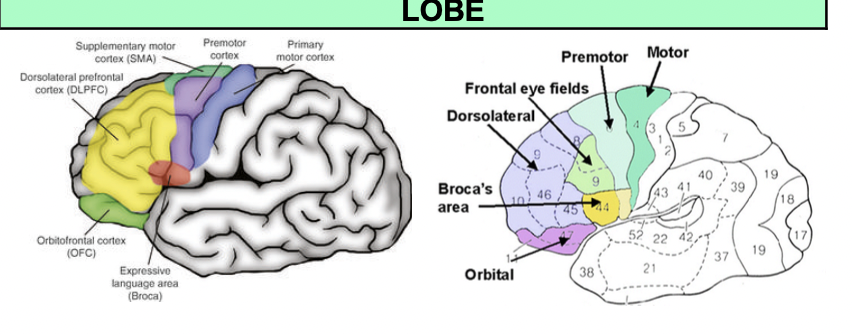 LOBE
Supplementary motor
cortex (SMA)
Premotor
cortex
Primary
motor cortex
Dorsolateral prefrontal
cortex (DLPFC)
Orbitofrontal cortex
(OFC)
Expressive
language area
(Broca)
Premotor
Motor
Frontal eye fields
Dorsolateral
Broca's
area
Orbital
4
3
1
2
5
7
8
9
9
46
10
45
44
47
43
41
40
39
19
18
17
19
37
52
22
42
21
38